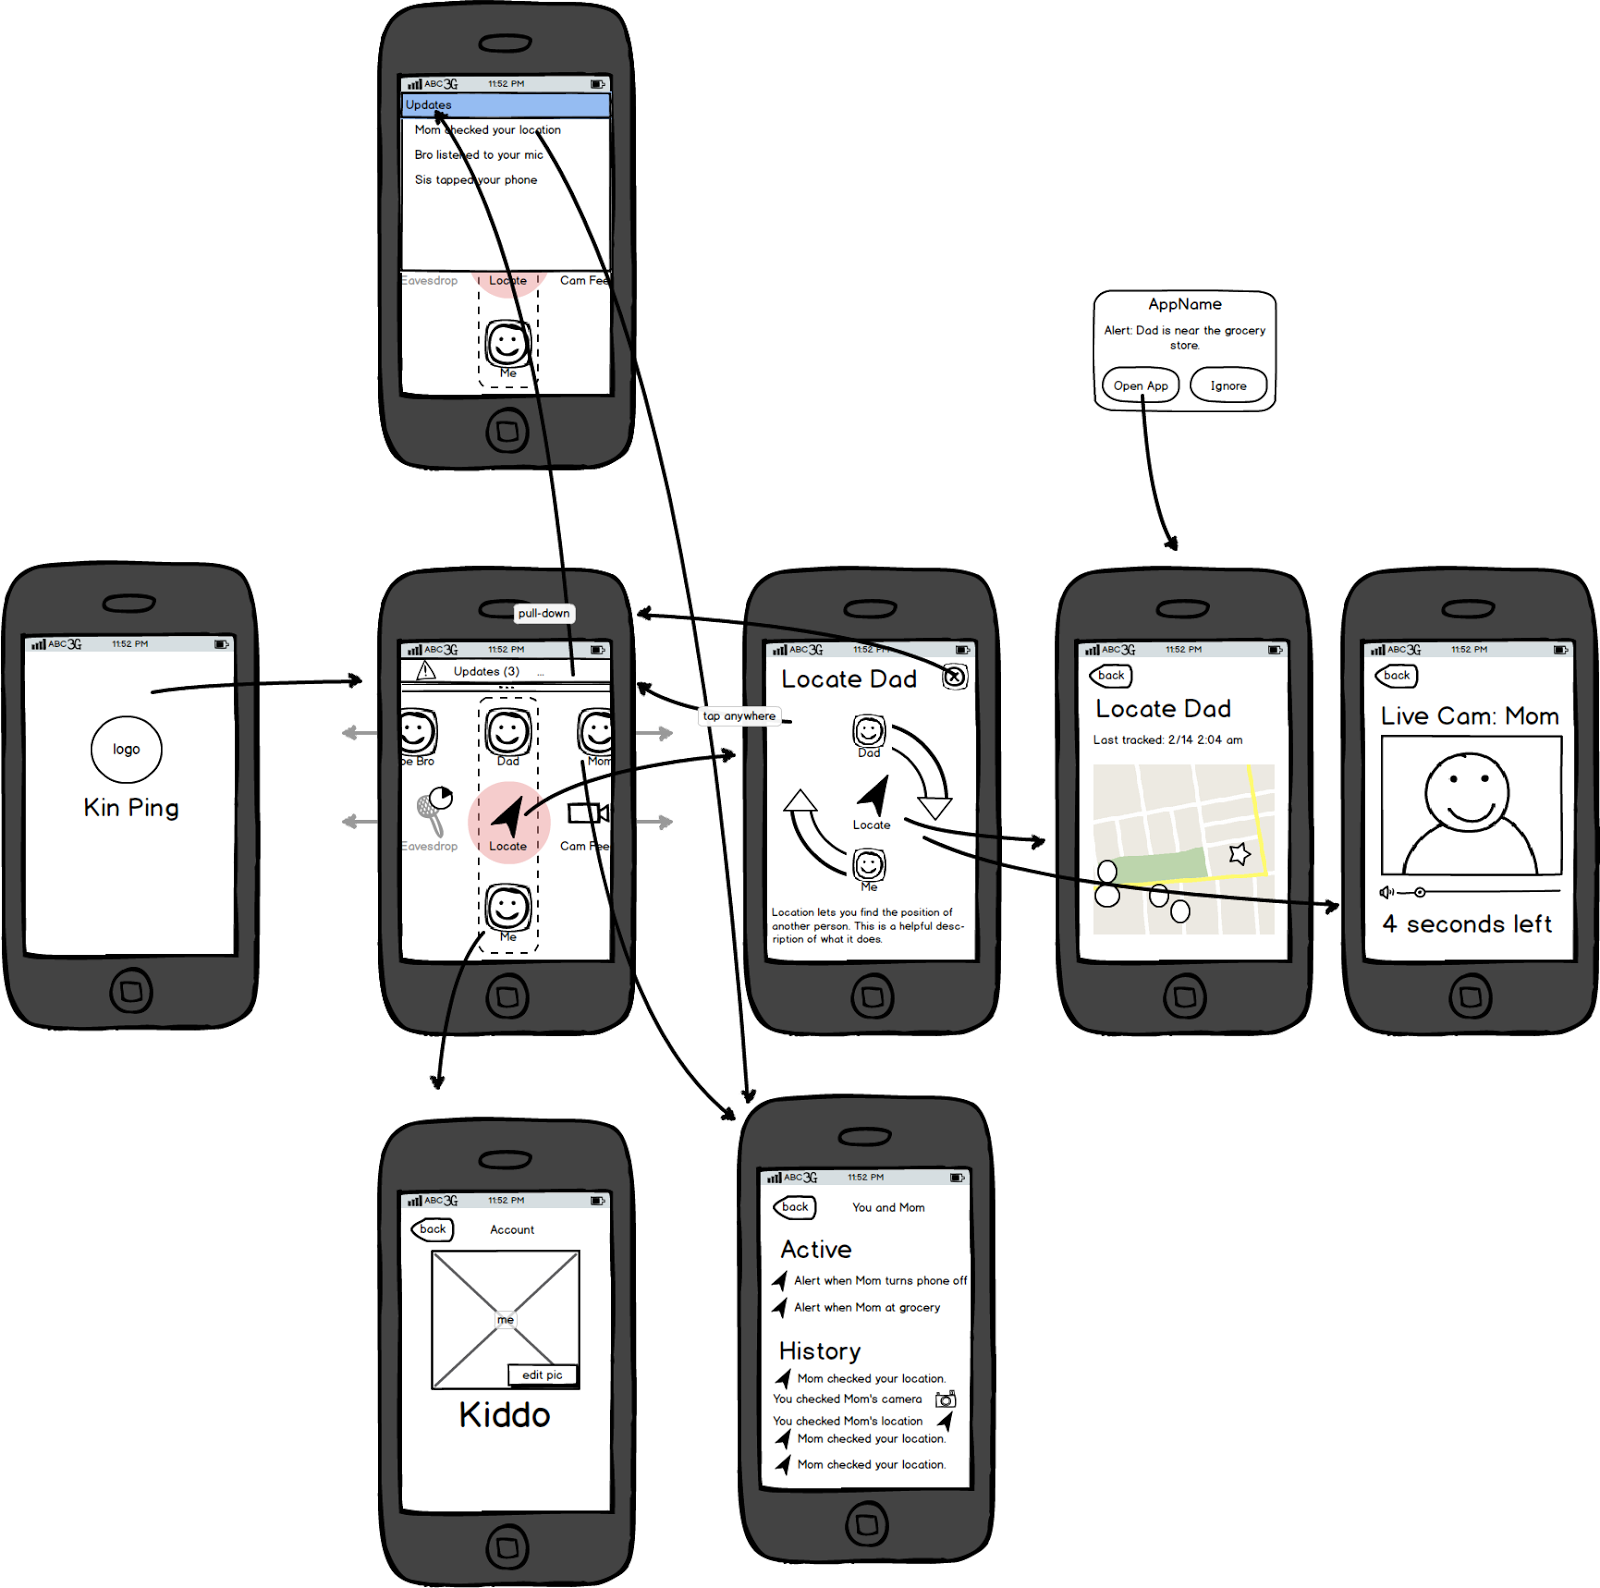 ABC 3G 11:52 PM
Updates
Mom checked your location
Bro listened to your mic
Sis tapped your phone
Eavesdrop Locate Cam Fee
Me
AppName
Alert: Dad is near the grocery
store.
Open App Ignore
ABC 3G 11:52 PM
logo
Kin Ping
pull-down
ABC 3G 11:52 PM
Updates (3) ...
oe Bro Dad Mom
Eavesdrop Locate Cam Fee
Me
tap anywhere
ABC 3G 11:52 PM
Locate Dad
Dad
Locate
Me
Location lets you find the position of
another person. This is a helpful desc-
ription of what it does.
ABC 3G 11:52 PM
back
Locate Dad
Last tracked: 2/14 2:04 am
ABC 3G 11:52 PM
back
Live Cam: Mom
4 seconds left
ABC 3G 11:52 PM
back Account
me
edit pic
Kiddo
ABC 3G 11:52 PM
back You and Mom
Active
Alert when Mom turns phone off
Alert when Mom at grocery
History
Mom checked your location.
You checked Mom's camera
You checked Mom's location
Mom checked your location.
Mom checked your location.